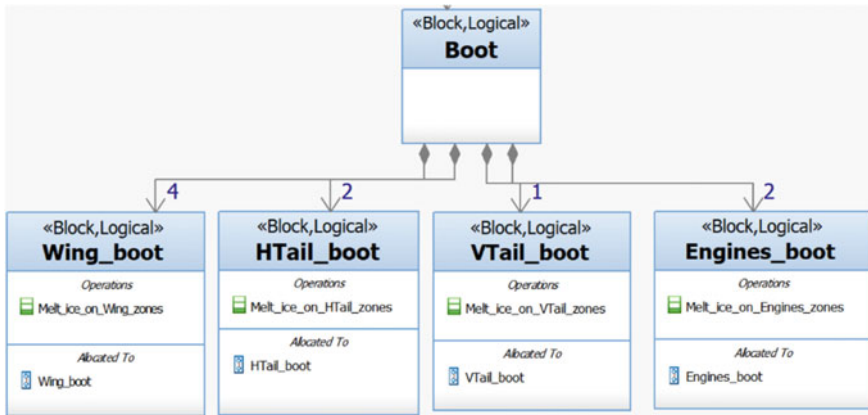 «Block,Logical»
Boot
4
2
1
2
«Block,Logical»
Wing_boot
Operations
Melt_ice_on_Wing_zones
Allocated To
Wing_boot
«Block,Logical»
HTail_boot
Operations
Melt_ice_on_HTail_zones
Allocated To
HTail_boot
«Block,Logical»
VTail_boot
Operations
Melt_ice_on_VTail_zones
Allocated To
VTail_boot
«Block,Logical»
Engines_boot
Operations
Melt_ice_on_Engines_zones
Allocated To
Engines_boot